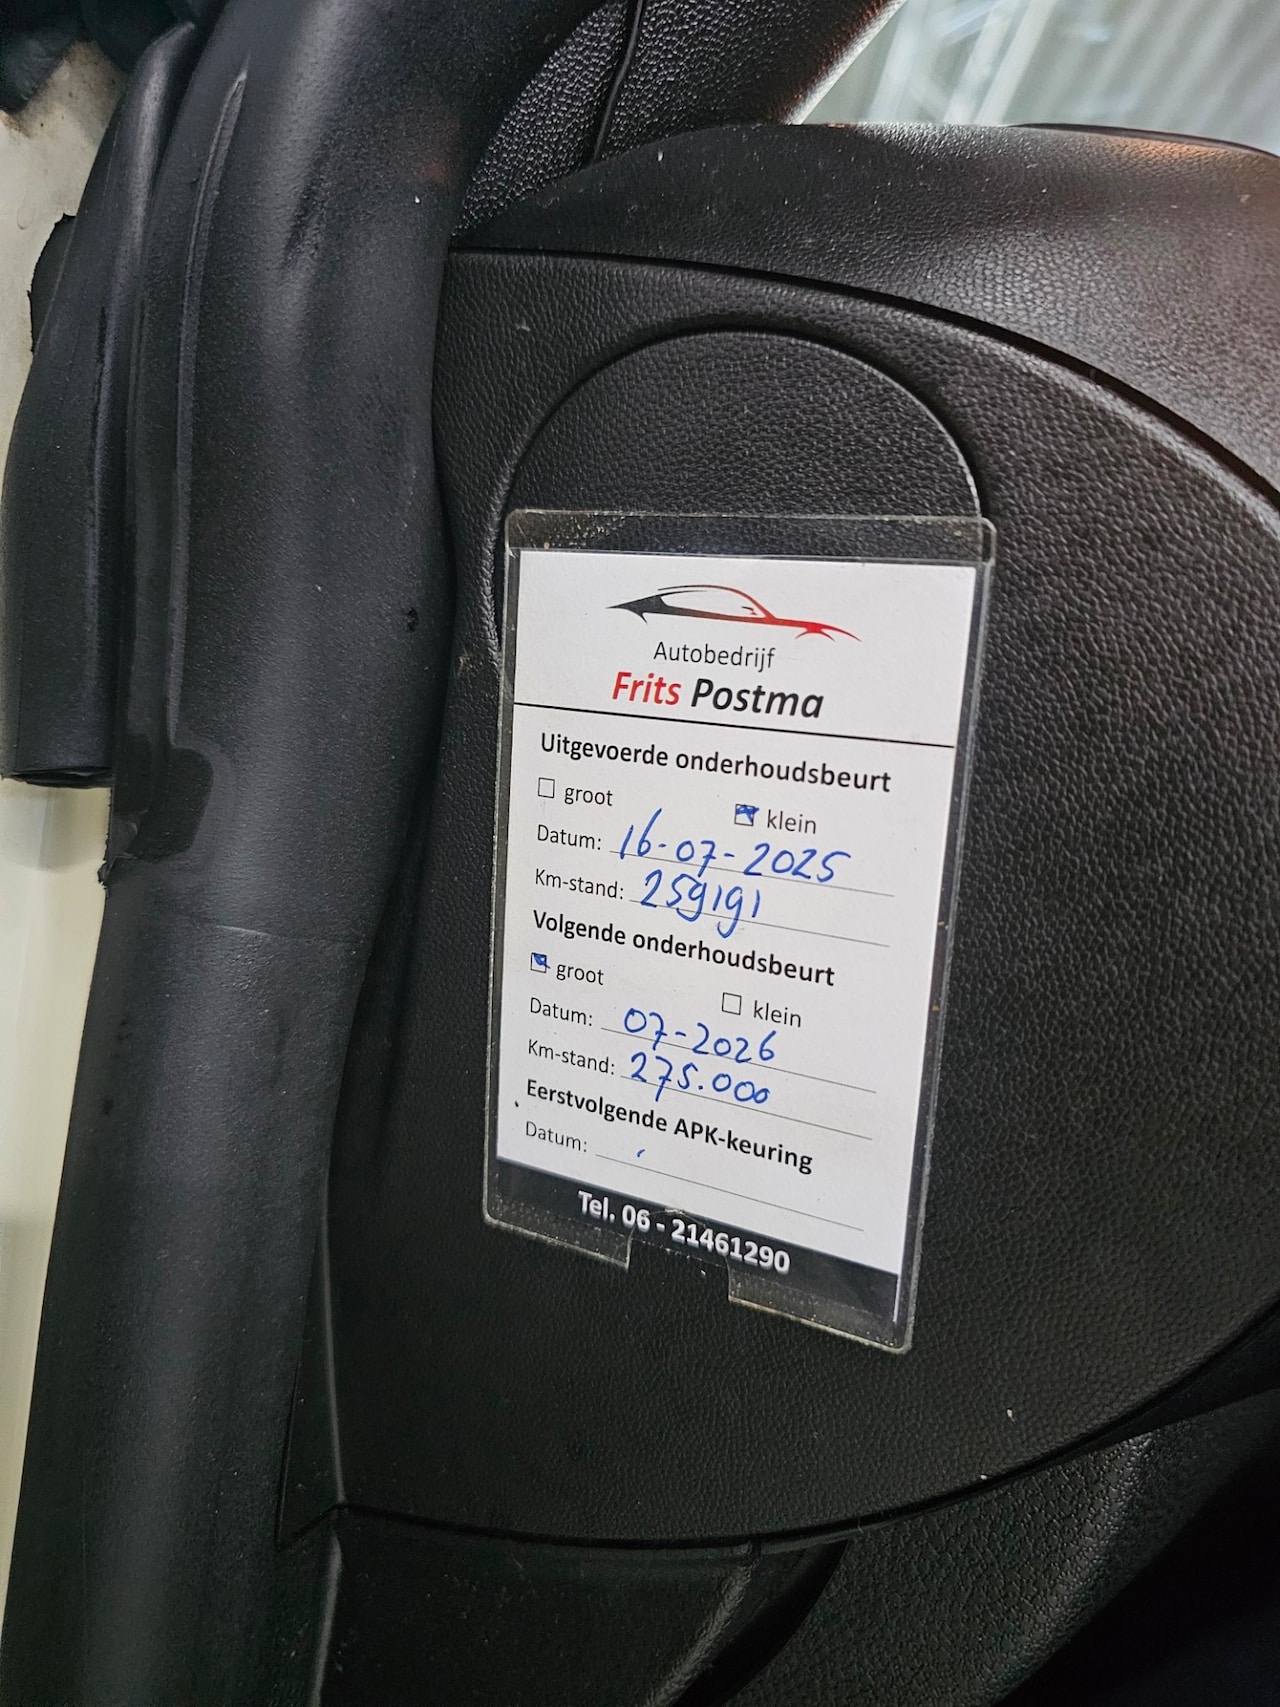 Autobedrijf
Frits Postma
Uitgevoerde onderhoudsbeurt
groot klein
Datum: 16-07-2025
Km-stand: 259191
Volgende onderhoudsbeurt
groot klein
Datum: 07-2026
Km-stand: 275.000
Eerstvolgende APK-keuring
Datum:
Tel. 06 - 21461290